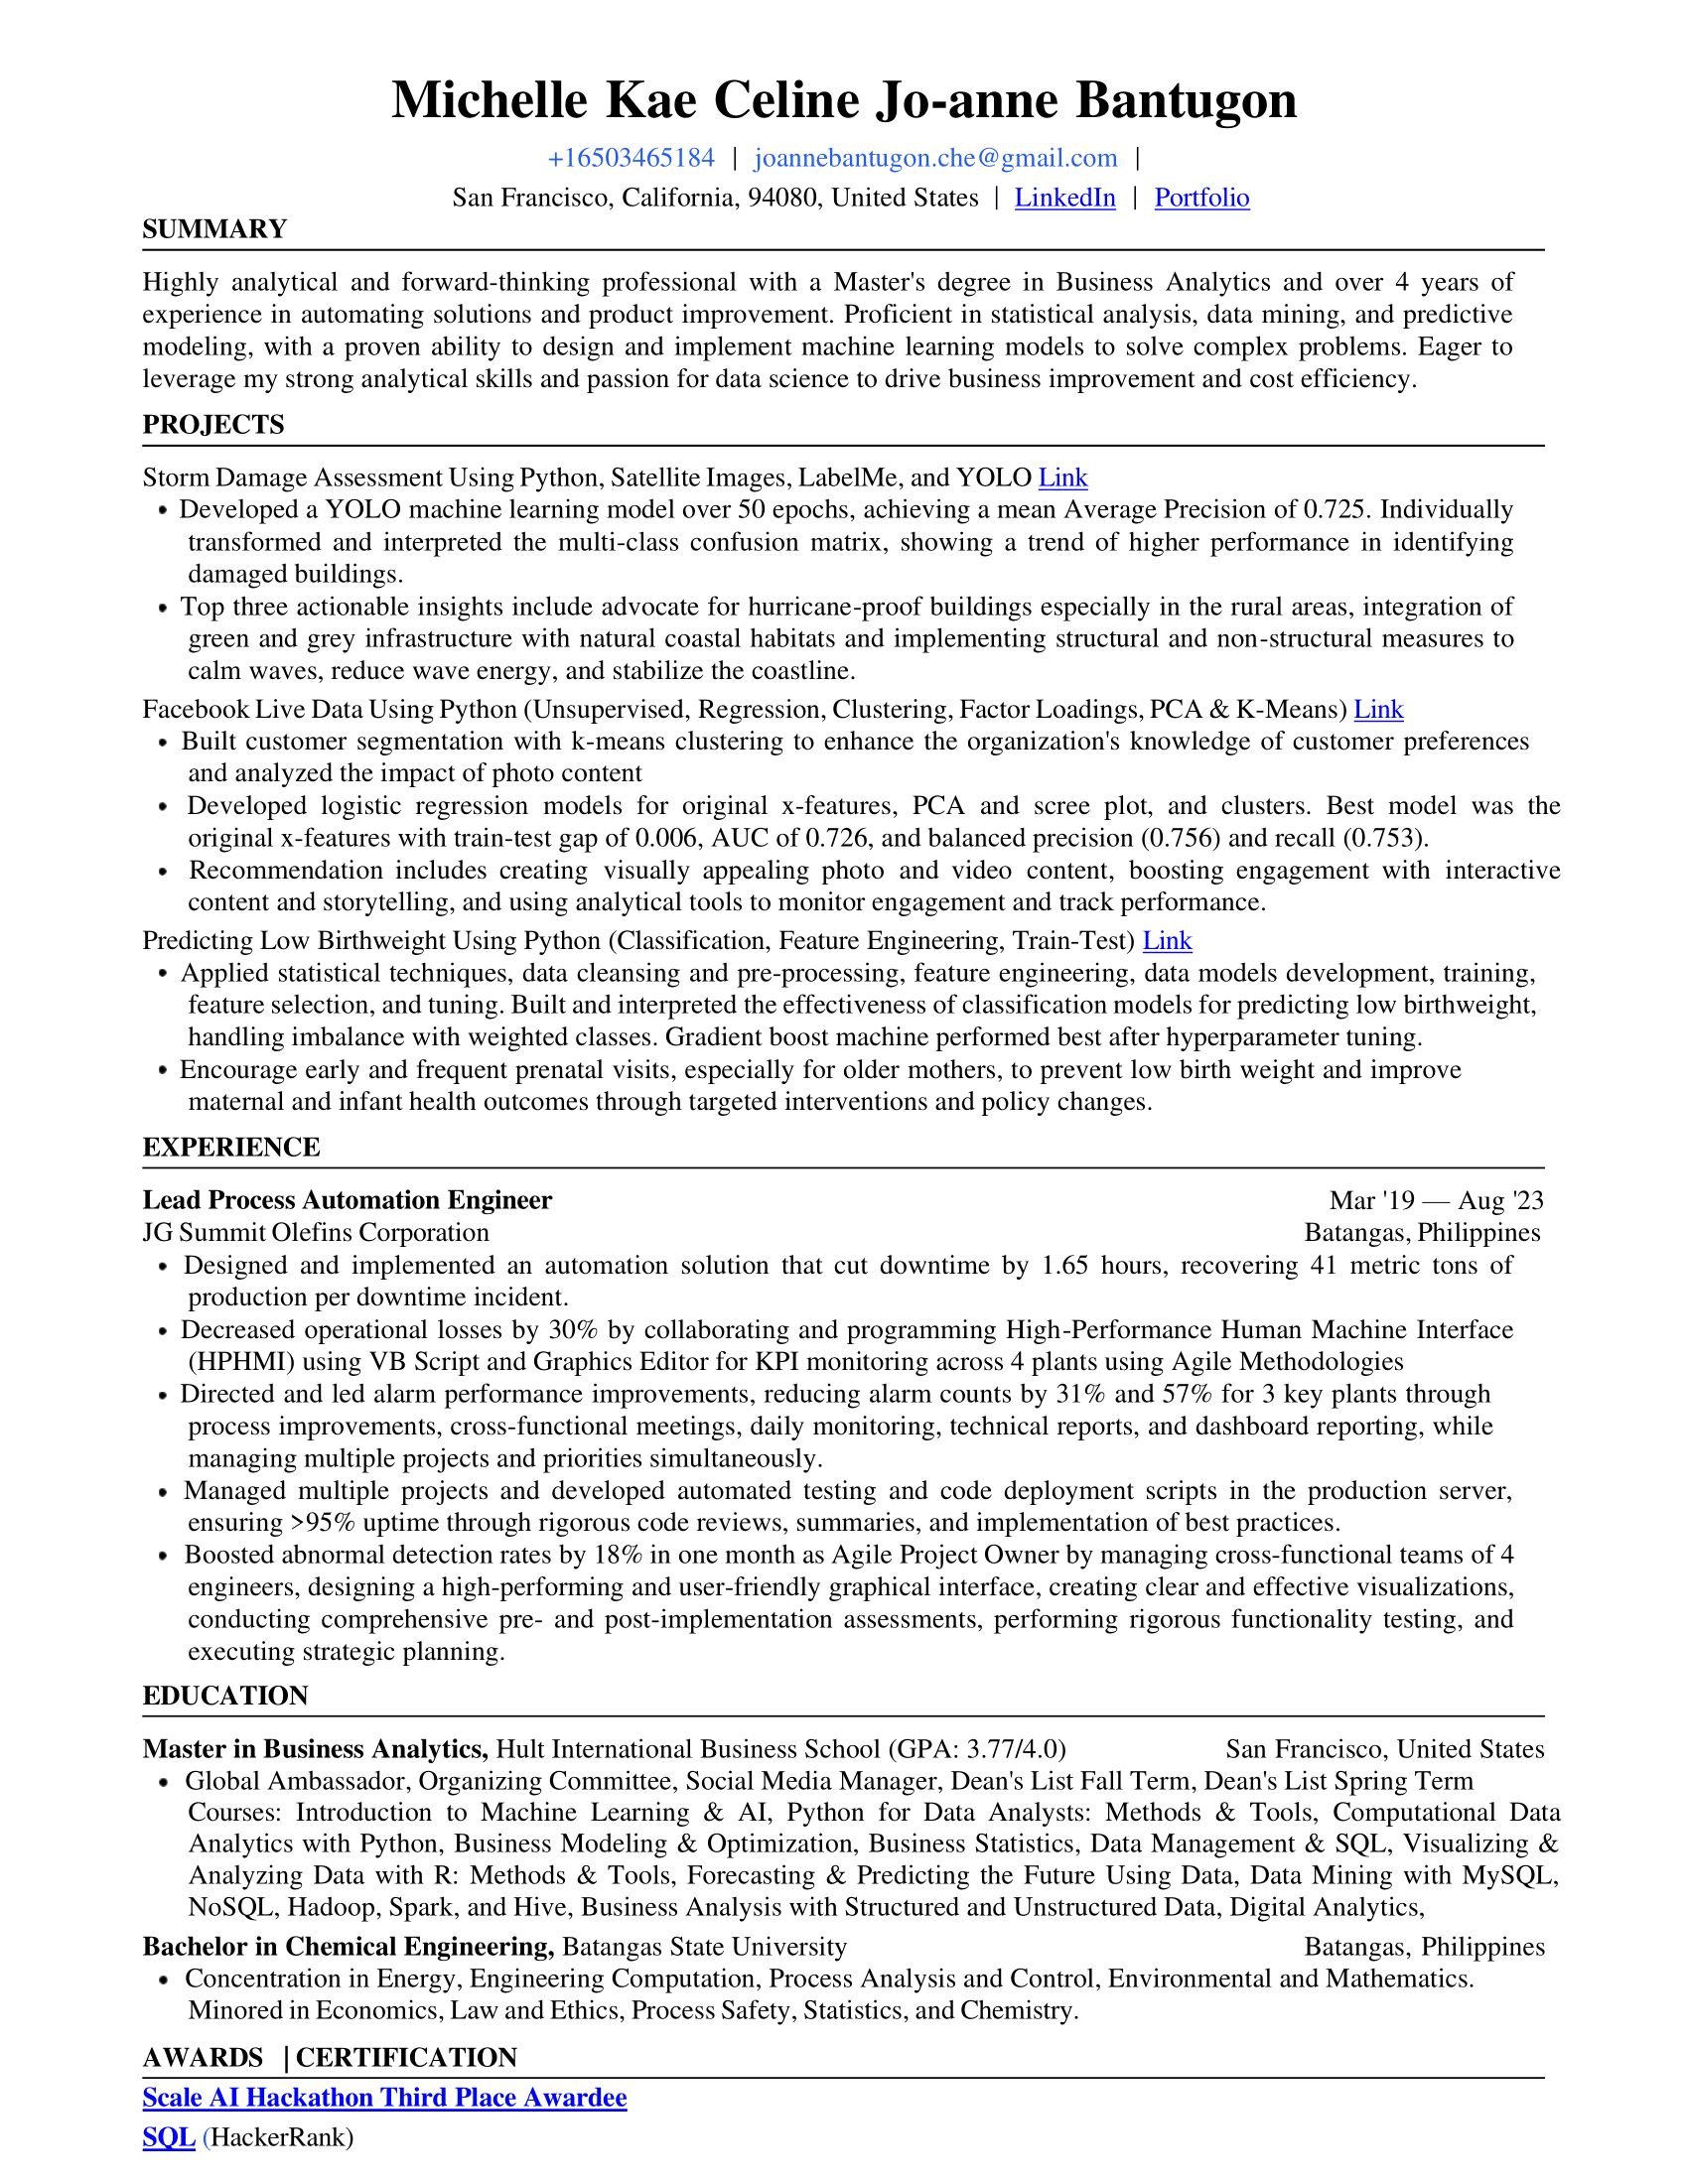 Michelle Kae Celine Jo-anne Bantugon
+16503465184 | joannebantugon.che@gmail.com |
San Francisco, California, 94080, United States | LinkedIn | Portfolio
SUMMARY
Highly analytical and forward-thinking professional with a Master's degree in Business Analytics and over 4 years of
experience in automating solutions and product improvement. Proficient in statistical analysis, data mining, and predictive
modeling, with a proven ability to design and implement machine learning models to solve complex problems. Eager to
leverage my strong analytical skills and passion for data science to drive business improvement and cost efficiency.
PROJECTS
Storm Damage Assessment Using Python, Satellite Images, LabelMe, and YOLO Link
• Developed a YOLO machine learning model over 50 epochs, achieving a mean Average Precision of 0.725. Individually
transformed and interpreted the multi-class confusion matrix, showing a trend of higher performance in identifying
damaged buildings.
• Top three actionable insights include advocate for hurricane-proof buildings especially in the rural areas, integration of
green and grey infrastructure with natural coastal habitats and implementing structural and non-structural measures to
calm waves, reduce wave energy, and stabilize the coastline.
Facebook Live Data Using Python (Unsupervised, Regression, Clustering, Factor Loadings, PCA & K-Means) Link
• Built customer segmentation with k-means clustering to enhance the organization's knowledge of customer preferences
and analyzed the impact of photo content
• Developed logistic regression models for original x-features, PCA and scree plot, and clusters. Best model was the
original x-features with train-test gap of 0.006, AUC of 0.726, and balanced precision (0.756) and recall (0.753).
• Recommendation includes creating visually appealing photo and video content, boosting engagement with interactive
content and storytelling, and using analytical tools to monitor engagement and track performance.
Predicting Low Birthweight Using Python (Classification, Feature Engineering, Train-Test) Link
• Applied statistical techniques, data cleansing and pre-processing, feature engineering, data models development, training,
feature selection, and tuning. Built and interpreted the effectiveness of classification models for predicting low birthweight,
handling imbalance with weighted classes. Gradient boost machine performed best after hyperparameter tuning.
• Encourage early and frequent prenatal visits, especially for older mothers, to prevent low birth weight and improve
maternal and infant health outcomes through targeted interventions and policy changes.
EXPERIENCE
Lead Process Automation Engineer Mar '19 — Aug '23
JG Summit Olefins Corporation Batangas, Philippines
• Designed and implemented an automation solution that cut downtime by 1.65 hours, recovering 41 metric tons of
production per downtime incident.
• Decreased operational losses by 30% by collaborating and programming High-Performance Human Machine Interface
(HPHMI) using VB Script and Graphics Editor for KPI monitoring across 4 plants using Agile Methodologies
• Directed and led alarm performance improvements, reducing alarm counts by 31% and 57% for 3 key plants through
process improvements, cross-functional meetings, daily monitoring, technical reports, and dashboard reporting, while
managing multiple projects and priorities simultaneously.
• Managed multiple projects and developed automated testing and code deployment scripts in the production server,
ensuring >95% uptime through rigorous code reviews, summaries, and implementation of best practices.
• Boosted abnormal detection rates by 18% in one month as Agile Project Owner by managing cross-functional teams of 4
engineers, designing a high-performing and user-friendly graphical interface, creating clear and effective visualizations,
conducting comprehensive pre- and post-implementation assessments, performing rigorous functionality testing, and
executing strategic planning.
EDUCATION
Master in Business Analytics, Hult International Business School (GPA: 3.77/4.0) San Francisco, United States
• Global Ambassador, Organizing Committee, Social Media Manager, Dean's List Fall Term, Dean's List Spring Term
Courses: Introduction to Machine Learning & AI, Python for Data Analysts: Methods & Tools, Computational Data
Analytics with Python, Business Modeling & Optimization, Business Statistics, Data Management & SQL, Visualizing &
Analyzing Data with R: Methods & Tools, Forecasting & Predicting the Future Using Data, Data Mining with MySQL,
NoSQL, Hadoop, Spark, and Hive, Business Analysis with Structured and Unstructured Data, Digital Analytics,
Bachelor in Chemical Engineering, Batangas State University Batangas, Philippines
• Concentration in Energy, Engineering Computation, Process Analysis and Control, Environmental and Mathematics.
Minored in Economics, Law and Ethics, Process Safety, Statistics, and Chemistry.
AWARDS | CERTIFICATION
Scale AI Hackathon Third Place Awardee
SQL (HackerRank)